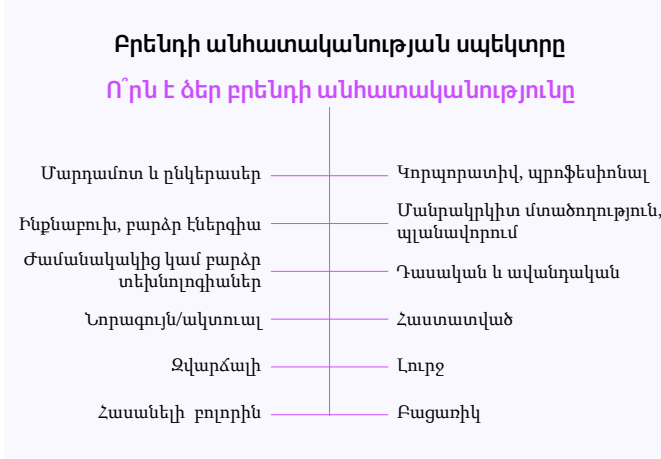 Բրենդի անհատականության սպեկտրը
Ո՞րն է ձեր բրենդի անհատականությունը
Մարդամոտ և ընկերասեր
Կորպորատիվ, պրոֆեսիոնալ
Ինքնաբուխ, բարձր էներգիա
Մանրակրկիտ մտածողություն,
պլանավորում
Ժամանակակից կամ բարձր
տեխնոլոգիաներ
Դասական և ավանդական
Նորագույն/ակտուալ
Հաստատված
Զվարճալի
Լուրջ
Հասանելի բոլորին
Բացառիկ